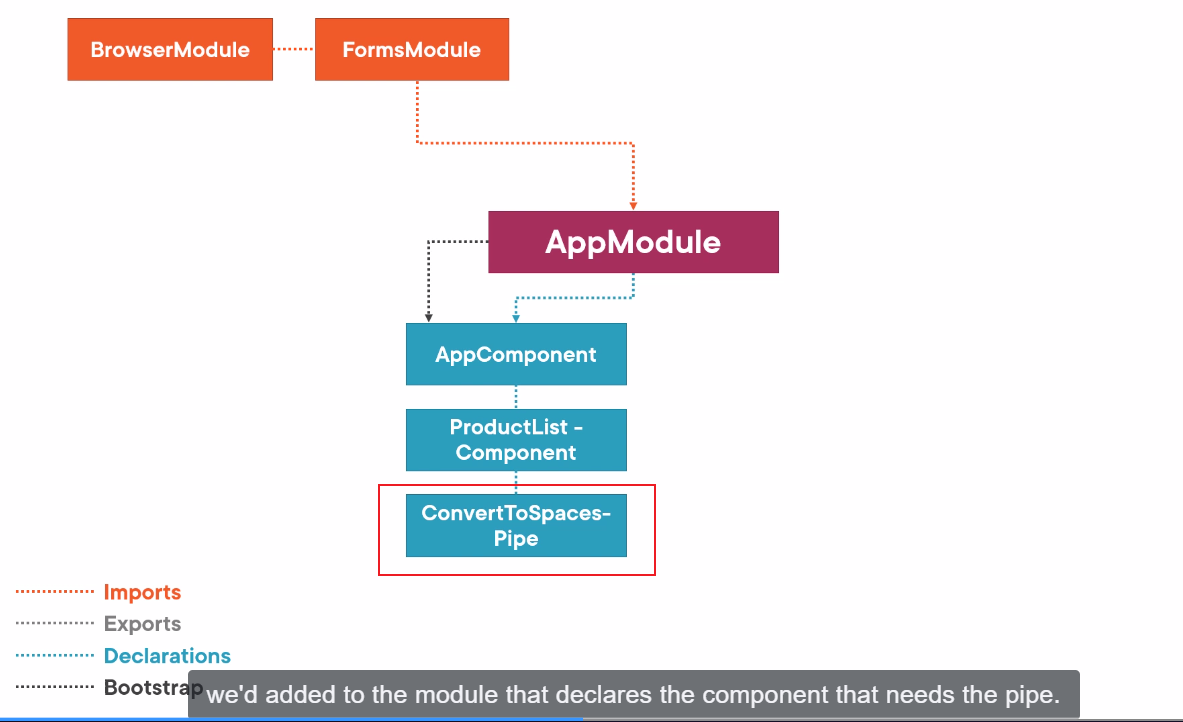 BrowserModule
FormsModule
AppModule
AppComponent
ProductList -
Component
ConvertToSpaces-
Pipe
Imports
Exports
Declarations
Bootstrap
we'd added to the module that declares the component that needs the pipe.